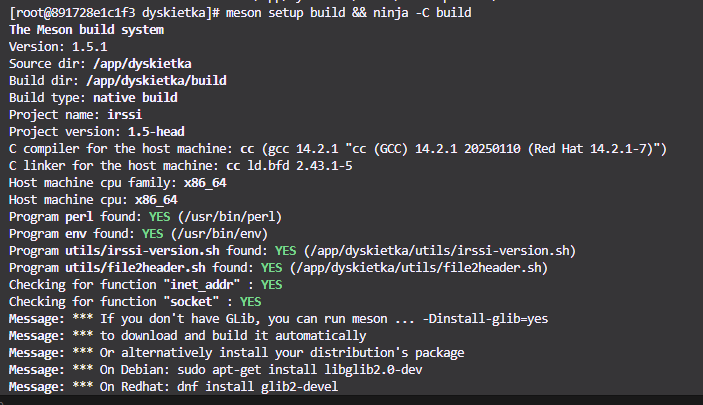 [root@891728e1c1f3 dyskietka]# meson setup build && ninja -C build
The Meson build system
Version: 1.5.1
Source dir: /app/dyskietka
Build dir: /app/dyskietka/build
Build type: native build
Project name: irssi
Project version: 1.5-head
C compiler for the host machine: cc (gcc 14.2.1 "cc (GCC) 14.2.1 20250110 (Red Hat 14.2.1-7)")
C linker for the host machine: cc ld.bfd 2.43.1-5
Host machine cpu family: x86_64
Host machine cpu: x86_64
Program perl found: YES (/usr/bin/perl)
Program env found: YES (/usr/bin/env)
Program utils/irssi-version.sh found: YES (/app/dyskietka/utils/irssi-version.sh)
Program utils/file2header.sh found: YES (/app/dyskietka/utils/file2header.sh)
Checking for function "inet_addr" : YES
Checking for function "socket" : YES
Message: *** If you don't have GLib, you can run meson ... -Dinstall-glib=yes
Message: *** to download and build it automatically
Message: *** Or alternatively install your distribution's package
Message: *** On Debian: sudo apt-get install libglib2.0-dev
Message: *** On Redhat: dnf install glib2-devel